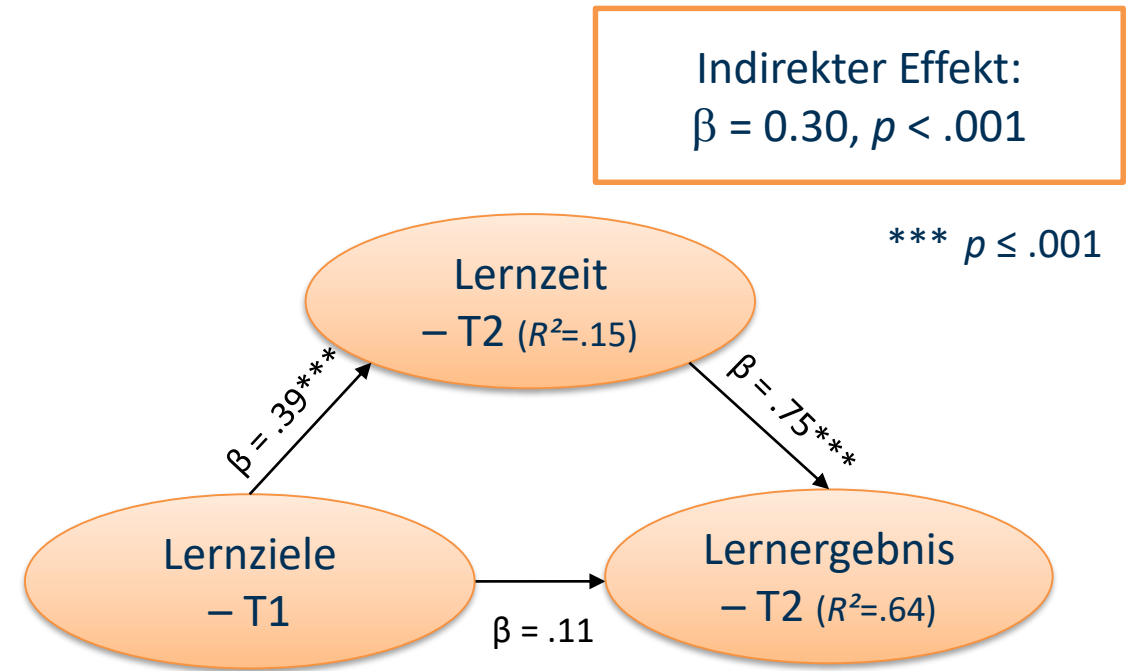 Indirekter Effekt:
β = 0.30, p < .001
*** p ≤ .001
Lernzeit
– T2 (R²=.15)
β = .39***
β = .75***
Lernziele
– T1
β = .11
Lernergebnis
– T2 (R²=.64)